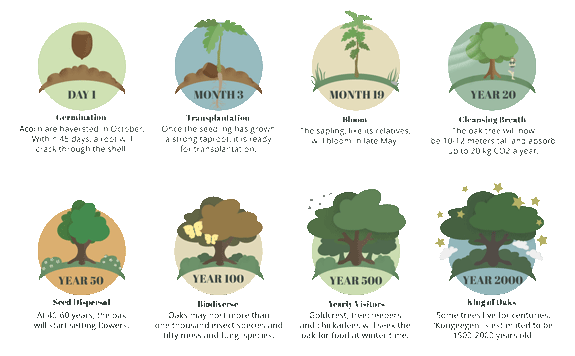 DAY 1
Germination
Acorn are haversted in October.
Within 45 days, a root will
crack through the shell.
MONTH 3
Transplantation
Once the seedling has grown
a strong taproot, it is ready
for transplantation.
MONTH 19
Bloom
The sapling, like its relatives,
will bloom in late May.
YEAR 20
Cleansing Breath
The oak tree will now
be 10-12 meters tall and absorb
up to 20 kg CO2 a year.
YEAR 50
Seed Dispersal
At 40-60 years, the oak
will start setting flowers.
YEAR 100
Biodiverse
Oaks may host more than
one thousand insect species and
fifty moss and fungi species.
YEAR 500
Yearly Visitors
Goldcrest, treecreepers
and chickadees will seek the
oak for food at winter time.
YEAR 2000
King of Oaks
Some trees live for centuries.
is estimated to be
1500-2000 years old.